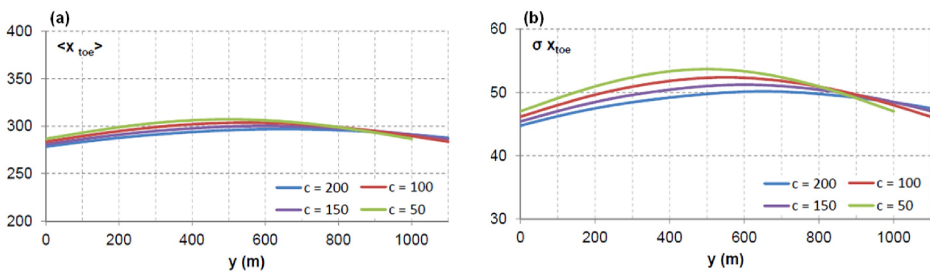 (a)
400
<x toe>
350
300
250
c = 200 c = 100
c = 150 c = 50
200
0 200 400 600 800 1000
y (m)
(b)
60
σ xtoe
50
40
c = 200 c = 100
c = 150 c = 50
30
0 200 400 600 800 1000
y (m)